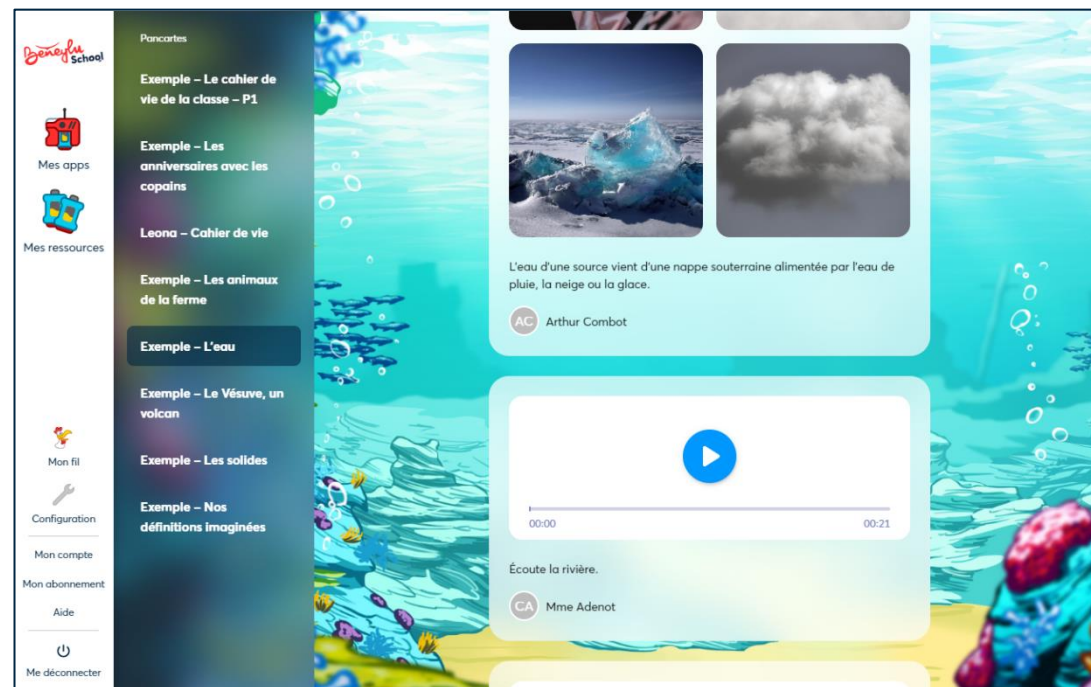 Beneylu
School
Mes apps
Mes ressources
Mon fil
Configuration
Mon compte
Mon abonnement
Aide
Me déconnecter
Pancartes
Exemple – Le cahier de
vie de la classe – P1
Exemple – Les
anniversaires avec les
copains
Leona – Cahier de vie
Exemple – Les animaux
de la ferme
Exemple – L'eau
Exemple – Le Vésuve, un
volcan
Exemple – Les solides
Exemple – Nos
définitions imaginées
L'eau d'une source vient d'une nappe souterraine alimentée par l'eau de
pluie, la neige ou la glace.
AC Arthur Combot
00:00 00:21
Écoute la rivière.
CA Mme Adenot